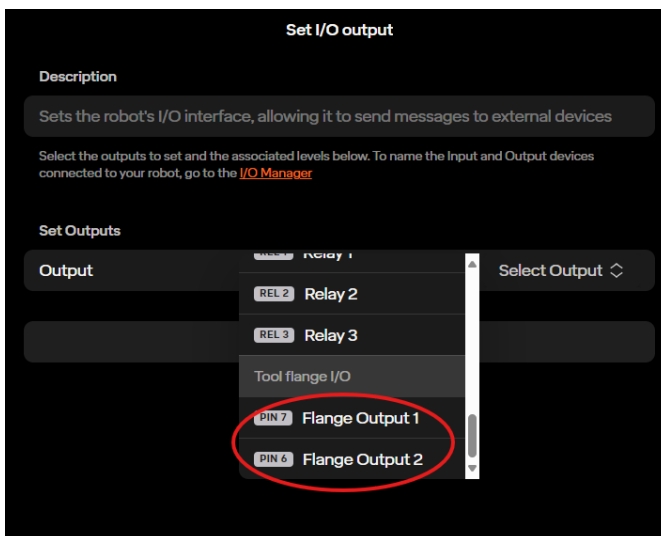 Set I/O output
Description
Sets the robot's I/O interface, allowing it to send messages to external devices
Select the outputs to set and the associated levels below. To name the Input and Output devices
connected to your robot, go to the I/O Manager
Set Outputs
Output
Select Output
Relay 1
REL 2 Relay 2
REL 3 Relay 3
Tool flange I/O
PIN 7 Flange Output 1
PIN 6 Flange Output 2